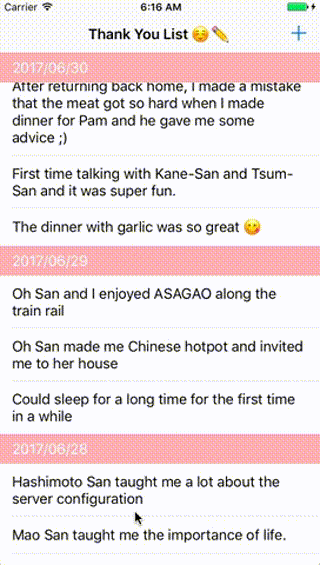 Carrier 6:16 AM
Thank You List ☺️✏️ +
2017/06/30
After returning back home, I made a mistake
that the meat got so hard when I made
dinner for Pam and he gave me some
advice ;)
First time talking with Kane-San and Tsum-
San and it was super fun.
The dinner with garlic was so great 😋
2017/06/29
Oh San and I enjoyed ASAGAO along the
train rail
Oh San made me Chinese hotpot and invited
me to her house
Could sleep for a long time for the first time
in a while
2017/06/28
Hashimoto San taught me a lot about the
server configuration
Mao San taught me the importance of life.